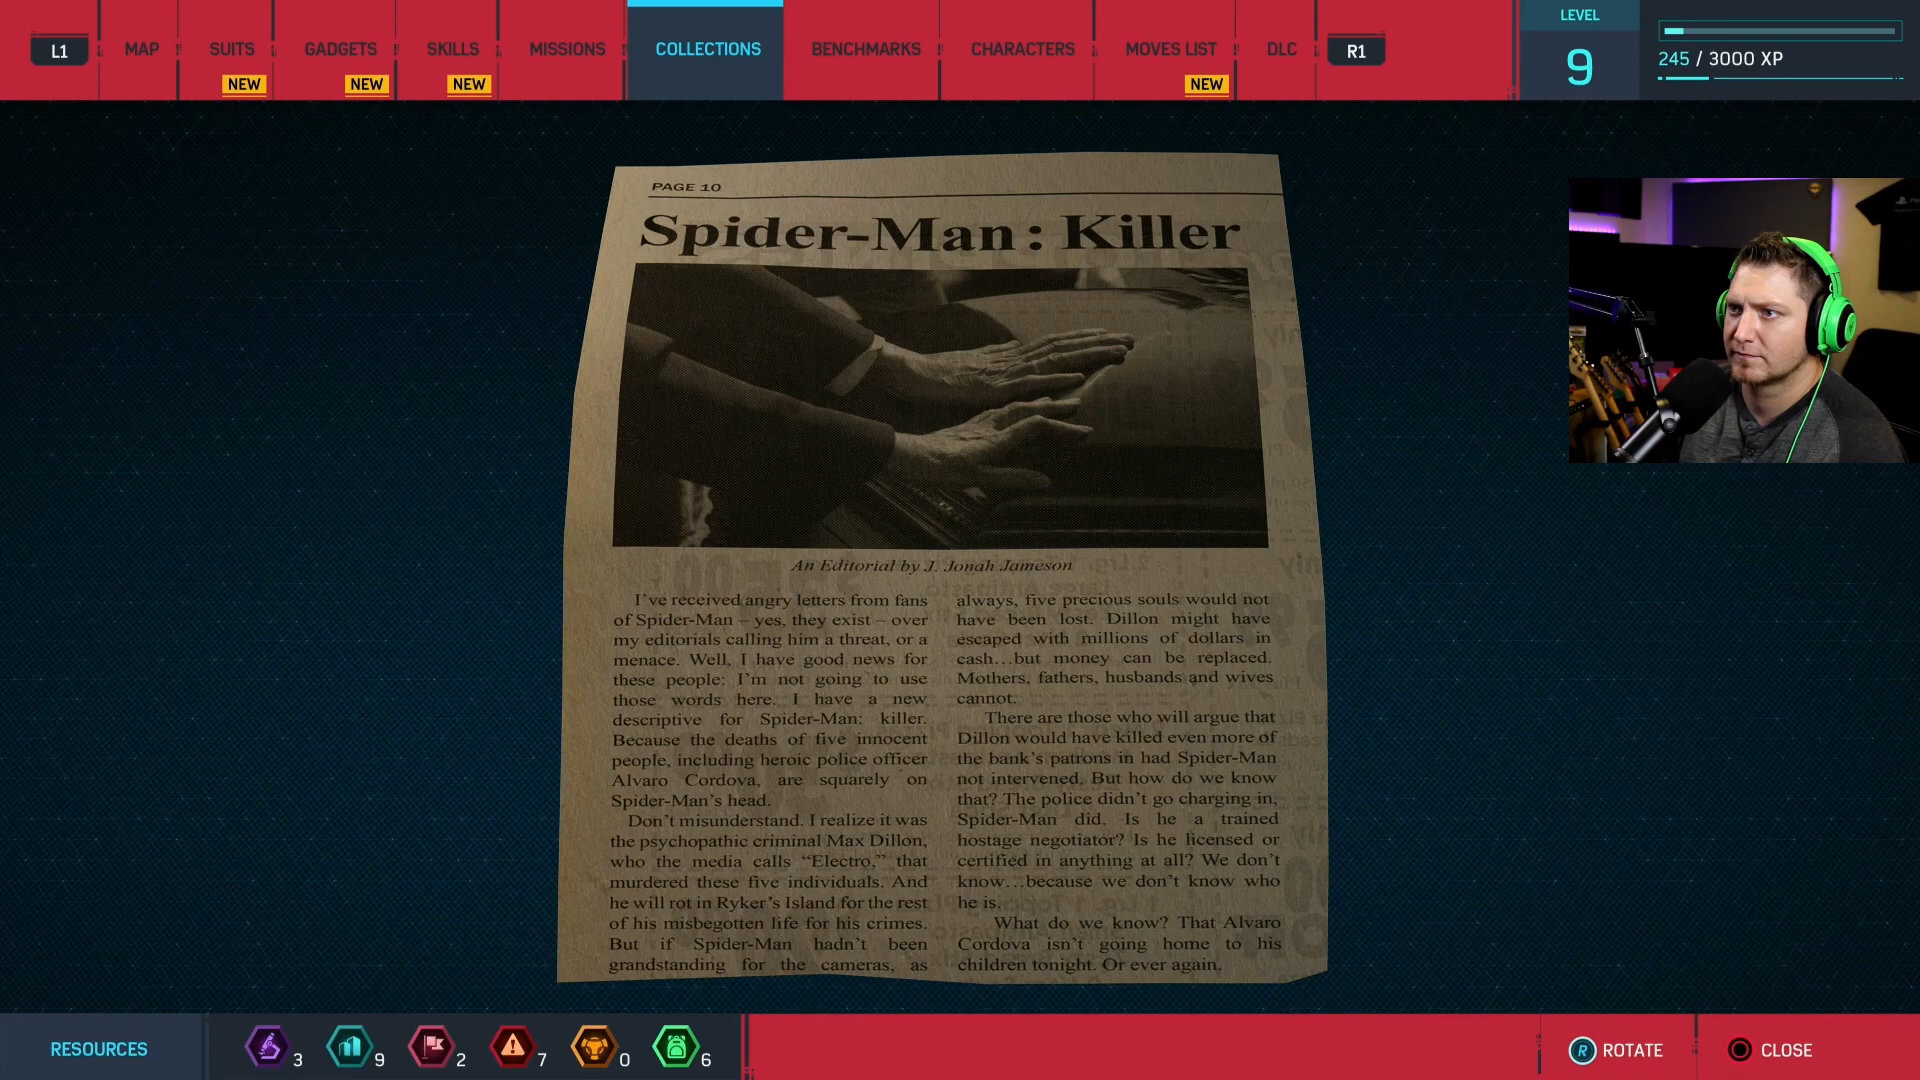 L1
MAP
SUITS
NEW
GADGETS
NEW
SKILLS
NEW
MISSIONS
COLLECTIONS
BENCHMARKS
CHARACTERS
MOVES LIST
NEW
DLC
R1
LEVEL
9
245 / 3000 XP
PAGE 10
Spider-Man: Killer
An Editorial by J. Jonah Jameson
I've received angry letters from fans
of Spider-Man – yes, they exist – over
my editorials calling him a threat, or a
menace. Well, I have good news for
these people: I'm not going to use
those words here. I have a new
descriptive for Spider-Man: killer.
Because the deaths of five innocent
people, including heroic police officer
Alvaro Cordova, are squarely on
Spider-Man's head.
Don't misunderstand. I realize it was
the psychopathic criminal Max Dillon,
who the media calls "Electro," that
murdered these five individuals. And
he will rot in Ryker's Island for the rest
of his misbegotten life for his crimes.
But if Spider-Man hadn't been
grandstanding for the cameras, as
always, five precious souls would not
have been lost. Dillon might have
escaped with millions of dollars in
cash...but money can be replaced.
Mothers, fathers, husbands and wives
cannot.
There are those who will argue that
Dillon would have killed even more of
the bank's patrons in had Spider-Man
not intervened. But how do we know
that? The police didn't go charging in,
Spider-Man did. Is he a trained
hostage negotiator? Is he licensed or
certified in anything at all? We don't
know...because we don't know who
he is.
What do we know? That Alvaro
Cordova isn't going home to his
children tonight. Or ever again.
RESOURCES
3
9
2
7
0
6
R ROTATE
CLOSE